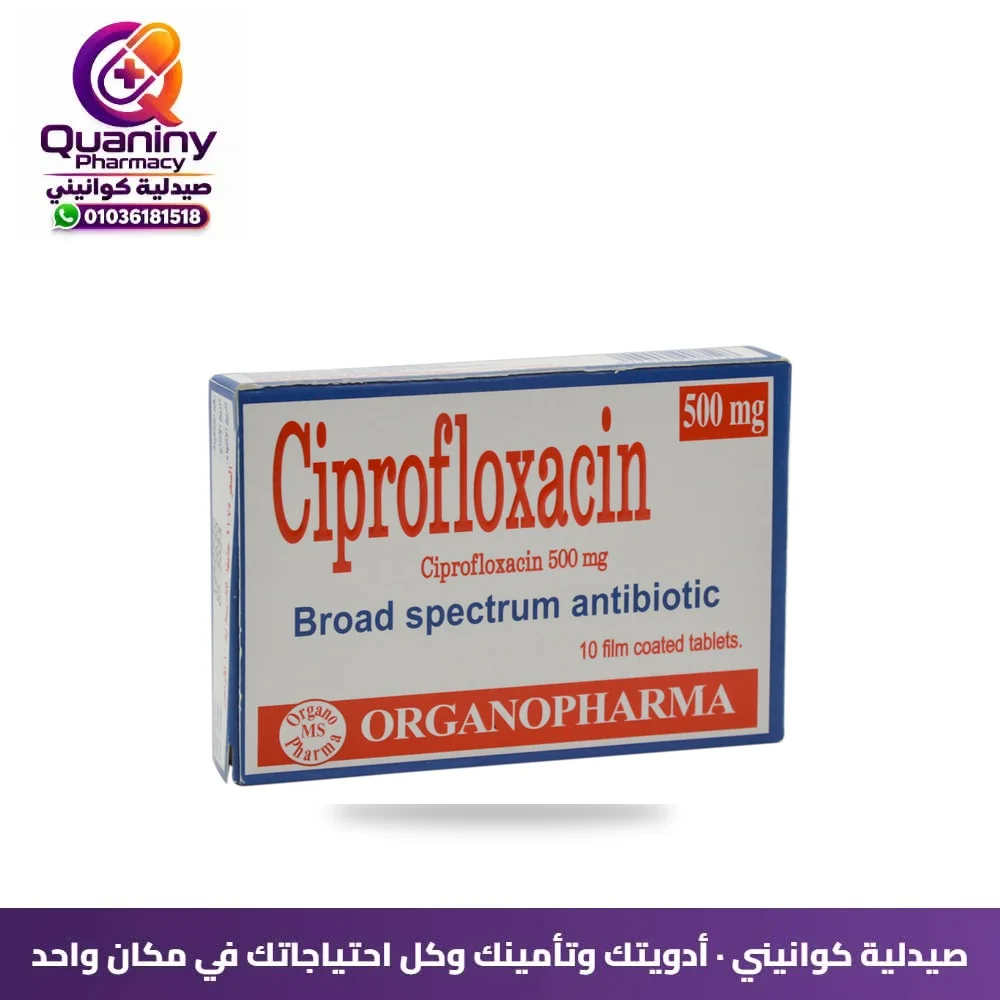 Quaniny
Pharmacy
صيدلية كوانيني
01036181518
500 mg
Ciprofloxacin
Ciprofloxacin 500 mg
Broad spectrum antibiotic
10 film coated tablets.
Organo
MS
Pharma
ORGANOPHARMA
صيدلية كوانيني · أدويتك وتأمينك وكل احتياجاتك في مكان واحد